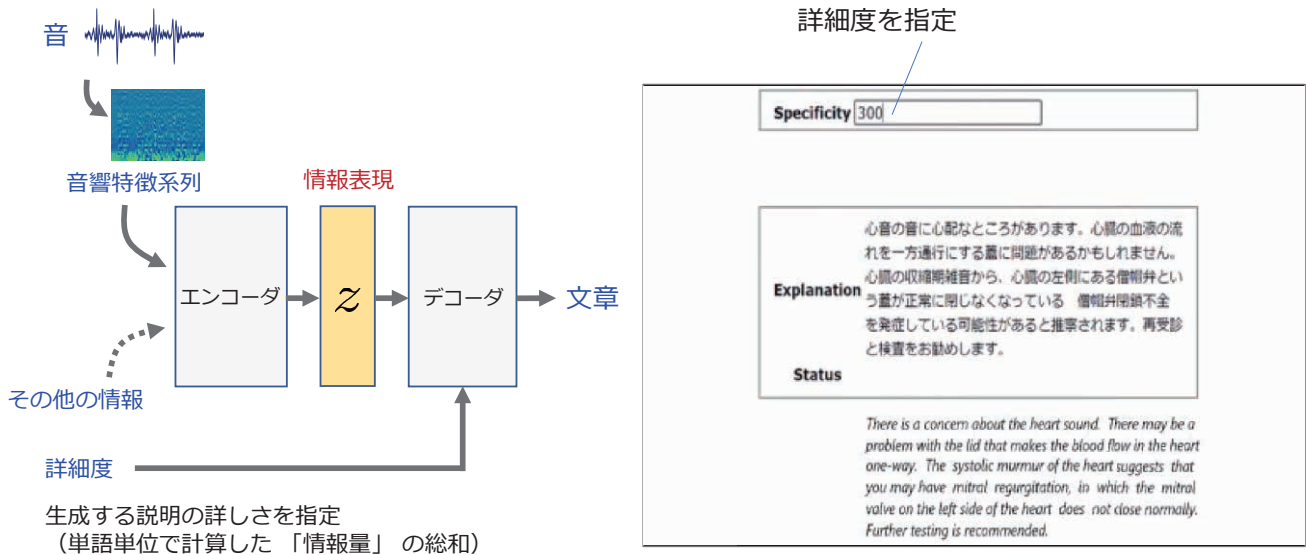 音
音響特徴系列
情報表現
エンコーダ
z
デコーダ
文章
その他の情報
詳細度
生成する説明の詳しさを指定
（単語単位で計算した 「情報量」 の総和）
詳細度を指定
Specificity 300
Explanation
心音の音に心配なところがあります。心臓の血液の流
れを一方通行にする蓋に問題があるかもしれません。
心臓の収縮期雑音から、心臓の左側にある僧帽弁とい
う蓋が正常に閉じなくなっている 僧帽弁閉鎖不全
を発症している可能性があると推察されます。再受診
と検査をお勧めします。
Status
There is a concern about the heart sound. There may be a
problem with the lid that makes the blood flow in the heart
one-way. The systolic murmur of the heart suggests that
you may have mitral regurgitation, in which the mitral
valve on the left side of the heart does not close normally.
Further testing is recommended.